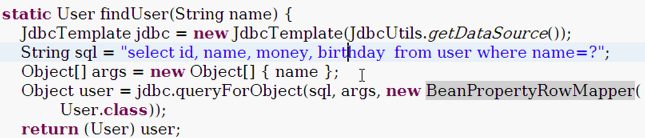 static User findUser(String name) {
JdbcTemplate jdbc = new JdbcTemplate(JdbcUtils.getDataSource());
String sql = "select id, name, money, birthday  from user where name=?";
Object[] args = new Object[] { name };
Object user = jdbc.queryForObject(sql, args, new BeanPropertyRowMapper(
User.class));
return (User) user;